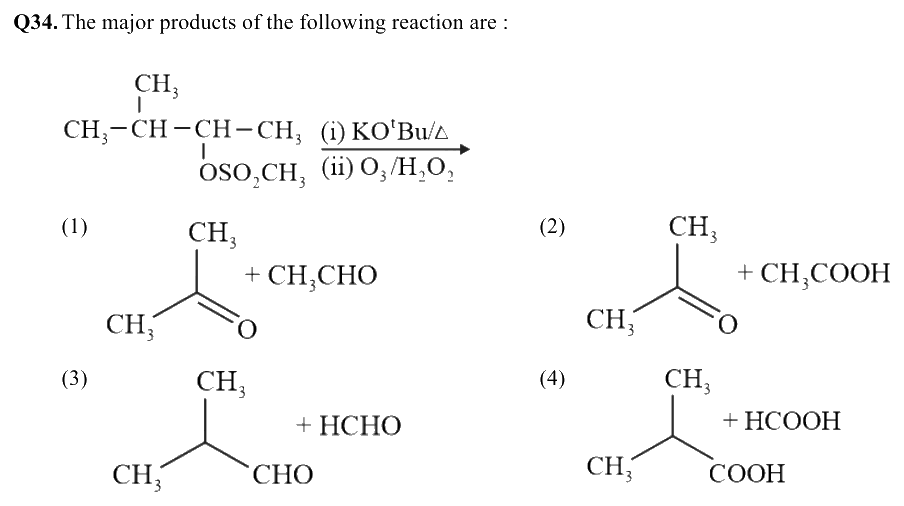 Q34. The major products of the following reaction are :
CH₃
CH₃–CH–CH–CH₃ (i) KOᵗBu/△
OSO₂CH₃ (ii) O₃/H₂O₂
(1) CH₃ + CH₃CHO
CH₃ O
(2) CH₃ + CH₃COOH
CH₃ O
(3) CH₃ + HCHO
CH₃ CHO
(4) CH₃ + HCOOH
CH₃ COOH